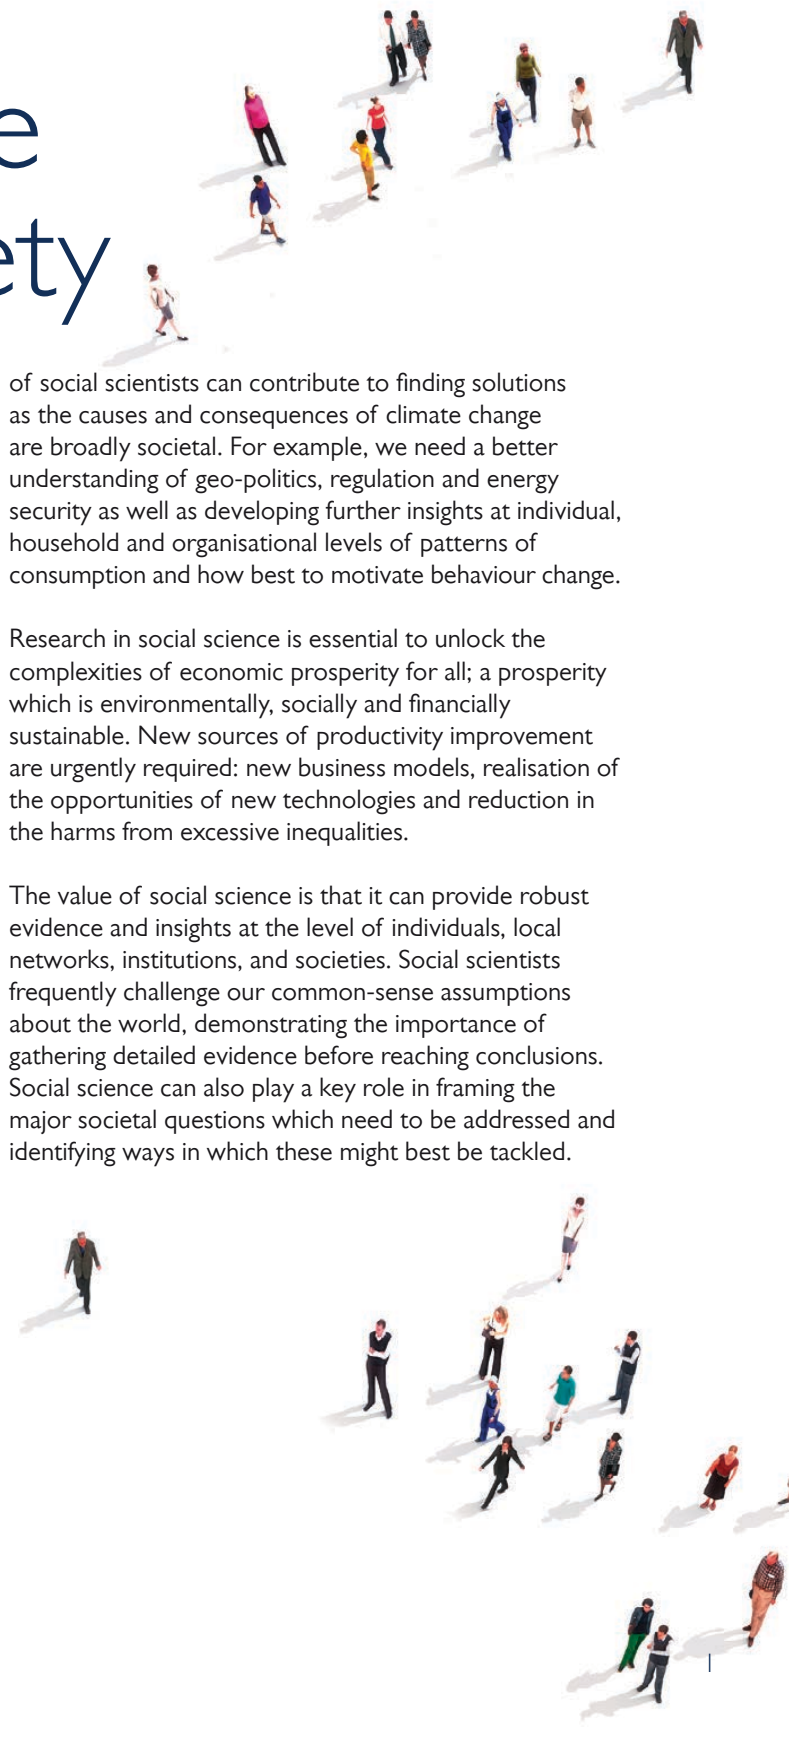 e
ety
of social scientists can contribute to finding solutions
as the causes and consequences of climate change
are broadly societal. For example, we need a better
understanding of geo-politics, regulation and energy
security as well as developing further insights at individual,
household and organisational levels of patterns of
consumption and how best to motivate behaviour change.
Research in social science is essential to unlock the
complexities of economic prosperity for all; a prosperity
which is environmentally, socially and financially
sustainable. New sources of productivity improvement
are urgently required: new business models, realisation of
the opportunities of new technologies and reduction in
the harms from excessive inequalities.
The value of social science is that it can provide robust
evidence and insights at the level of individuals, local
networks, institutions, and societies. Social scientists
frequently challenge our common-sense assumptions
about the world, demonstrating the importance of
gathering detailed evidence before reaching conclusions.
Social science can also play a key role in framing the
major societal questions which need to be addressed and
identifying ways in which these might best be tackled.
1